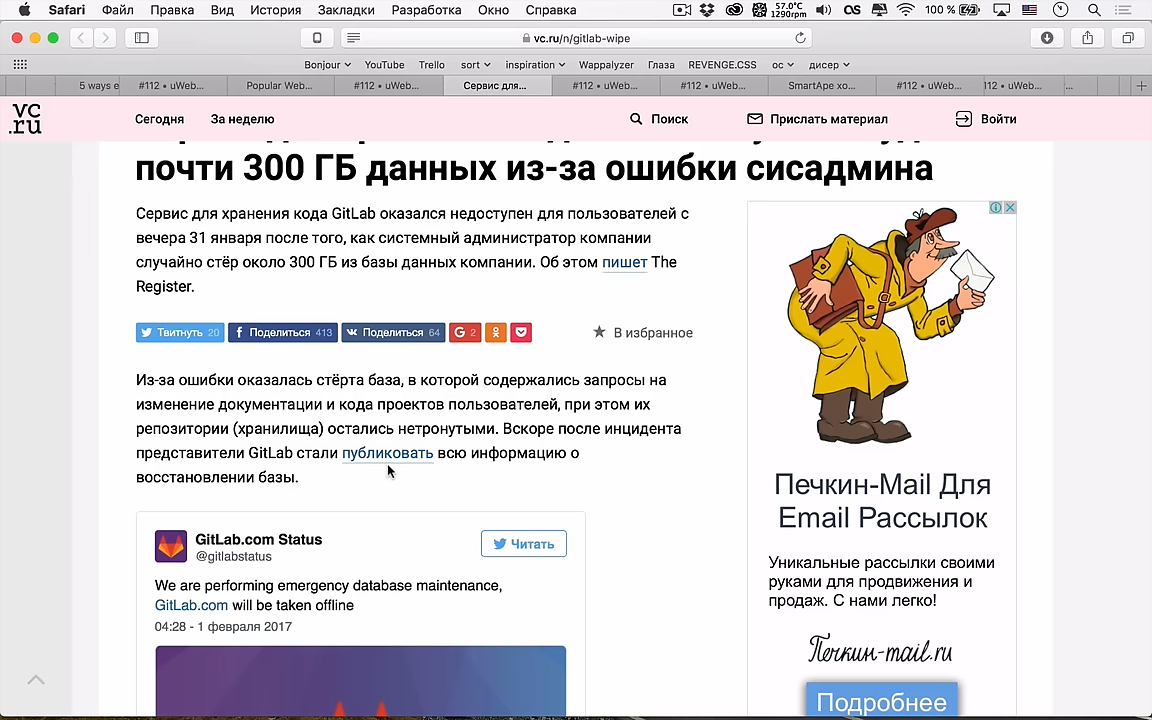 Safari Файл Правка Вид История Закладки Разработка Окно Справка
57.0°C
1290rpm
100 %
vc.ru/n/gitlab-wipe
Bonjour YouTube Trello sort inspiration Wappalyzer Глаза REVENGE.CSS ос дисер
5 ways e #112 • uWeb... Popular Web... #112 • uWeb... Сервис для... #112 • uWeb... #112 • uWeb... SmartApe хо... #112 • uWeb... l12 • uWeb... ...
vc
.ru
Сегодня За неделю Поиск Прислать материал Войти
почти 300 ГБ данных из-за ошибки сисадмина
Сервис для хранения кода GitLab оказался недоступен для пользователей с
вечера 31 января после того, как системный администратор компании
случайно стёр около 300 ГБ из базы данных компании. Об этом пишет The
Register.
Твитнуть 20 Поделиться 413 Поделиться 64 G 2
В избранное
Из-за ошибки оказалась стёрта база, в которой содержались запросы на
изменение документации и кода проектов пользователей, при этом их
репозитории (хранилища) остались нетронутыми. Вскоре после инцидента
представители GitLab стали публиковать всю информацию о
восстановлении базы.
GitLab.com Status
@gitlabstatus
Читать
We are performing emergency database maintenance,
GitLab.com will be taken offline
04:28 - 1 февраля 2017
Печкин-Mail Для
Email Рассылок
Уникальные рассылки своими
руками для продвижения и
продаж. С нами легко!
Печкин-mail.ru
Подробнее